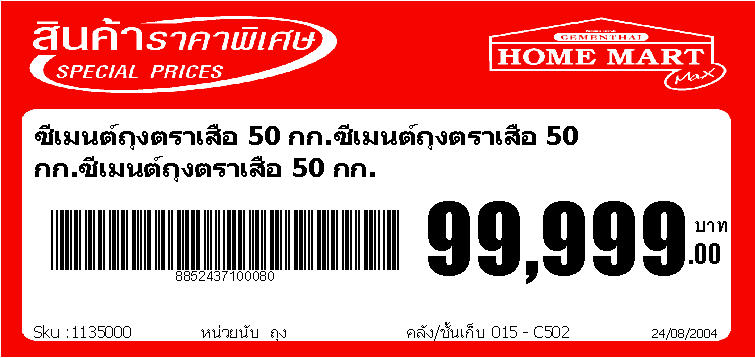 สินค้าราคาพิเศษ
SPECIAL PRICES
CEMENTHAI
HOME MART
Max
ซีเมนต์ถุงตราเสือ 50 กก.ซีเมนต์ถุงตราเสือ 50
กก.ซีเมนต์ถุงตราเสือ 50 กก.
99,999.00 บาท
8852437100080
Sku :1135000 หน่วยนับ ถุง คลัง/ชั้นเก็บ 015 - C502 24/08/2004